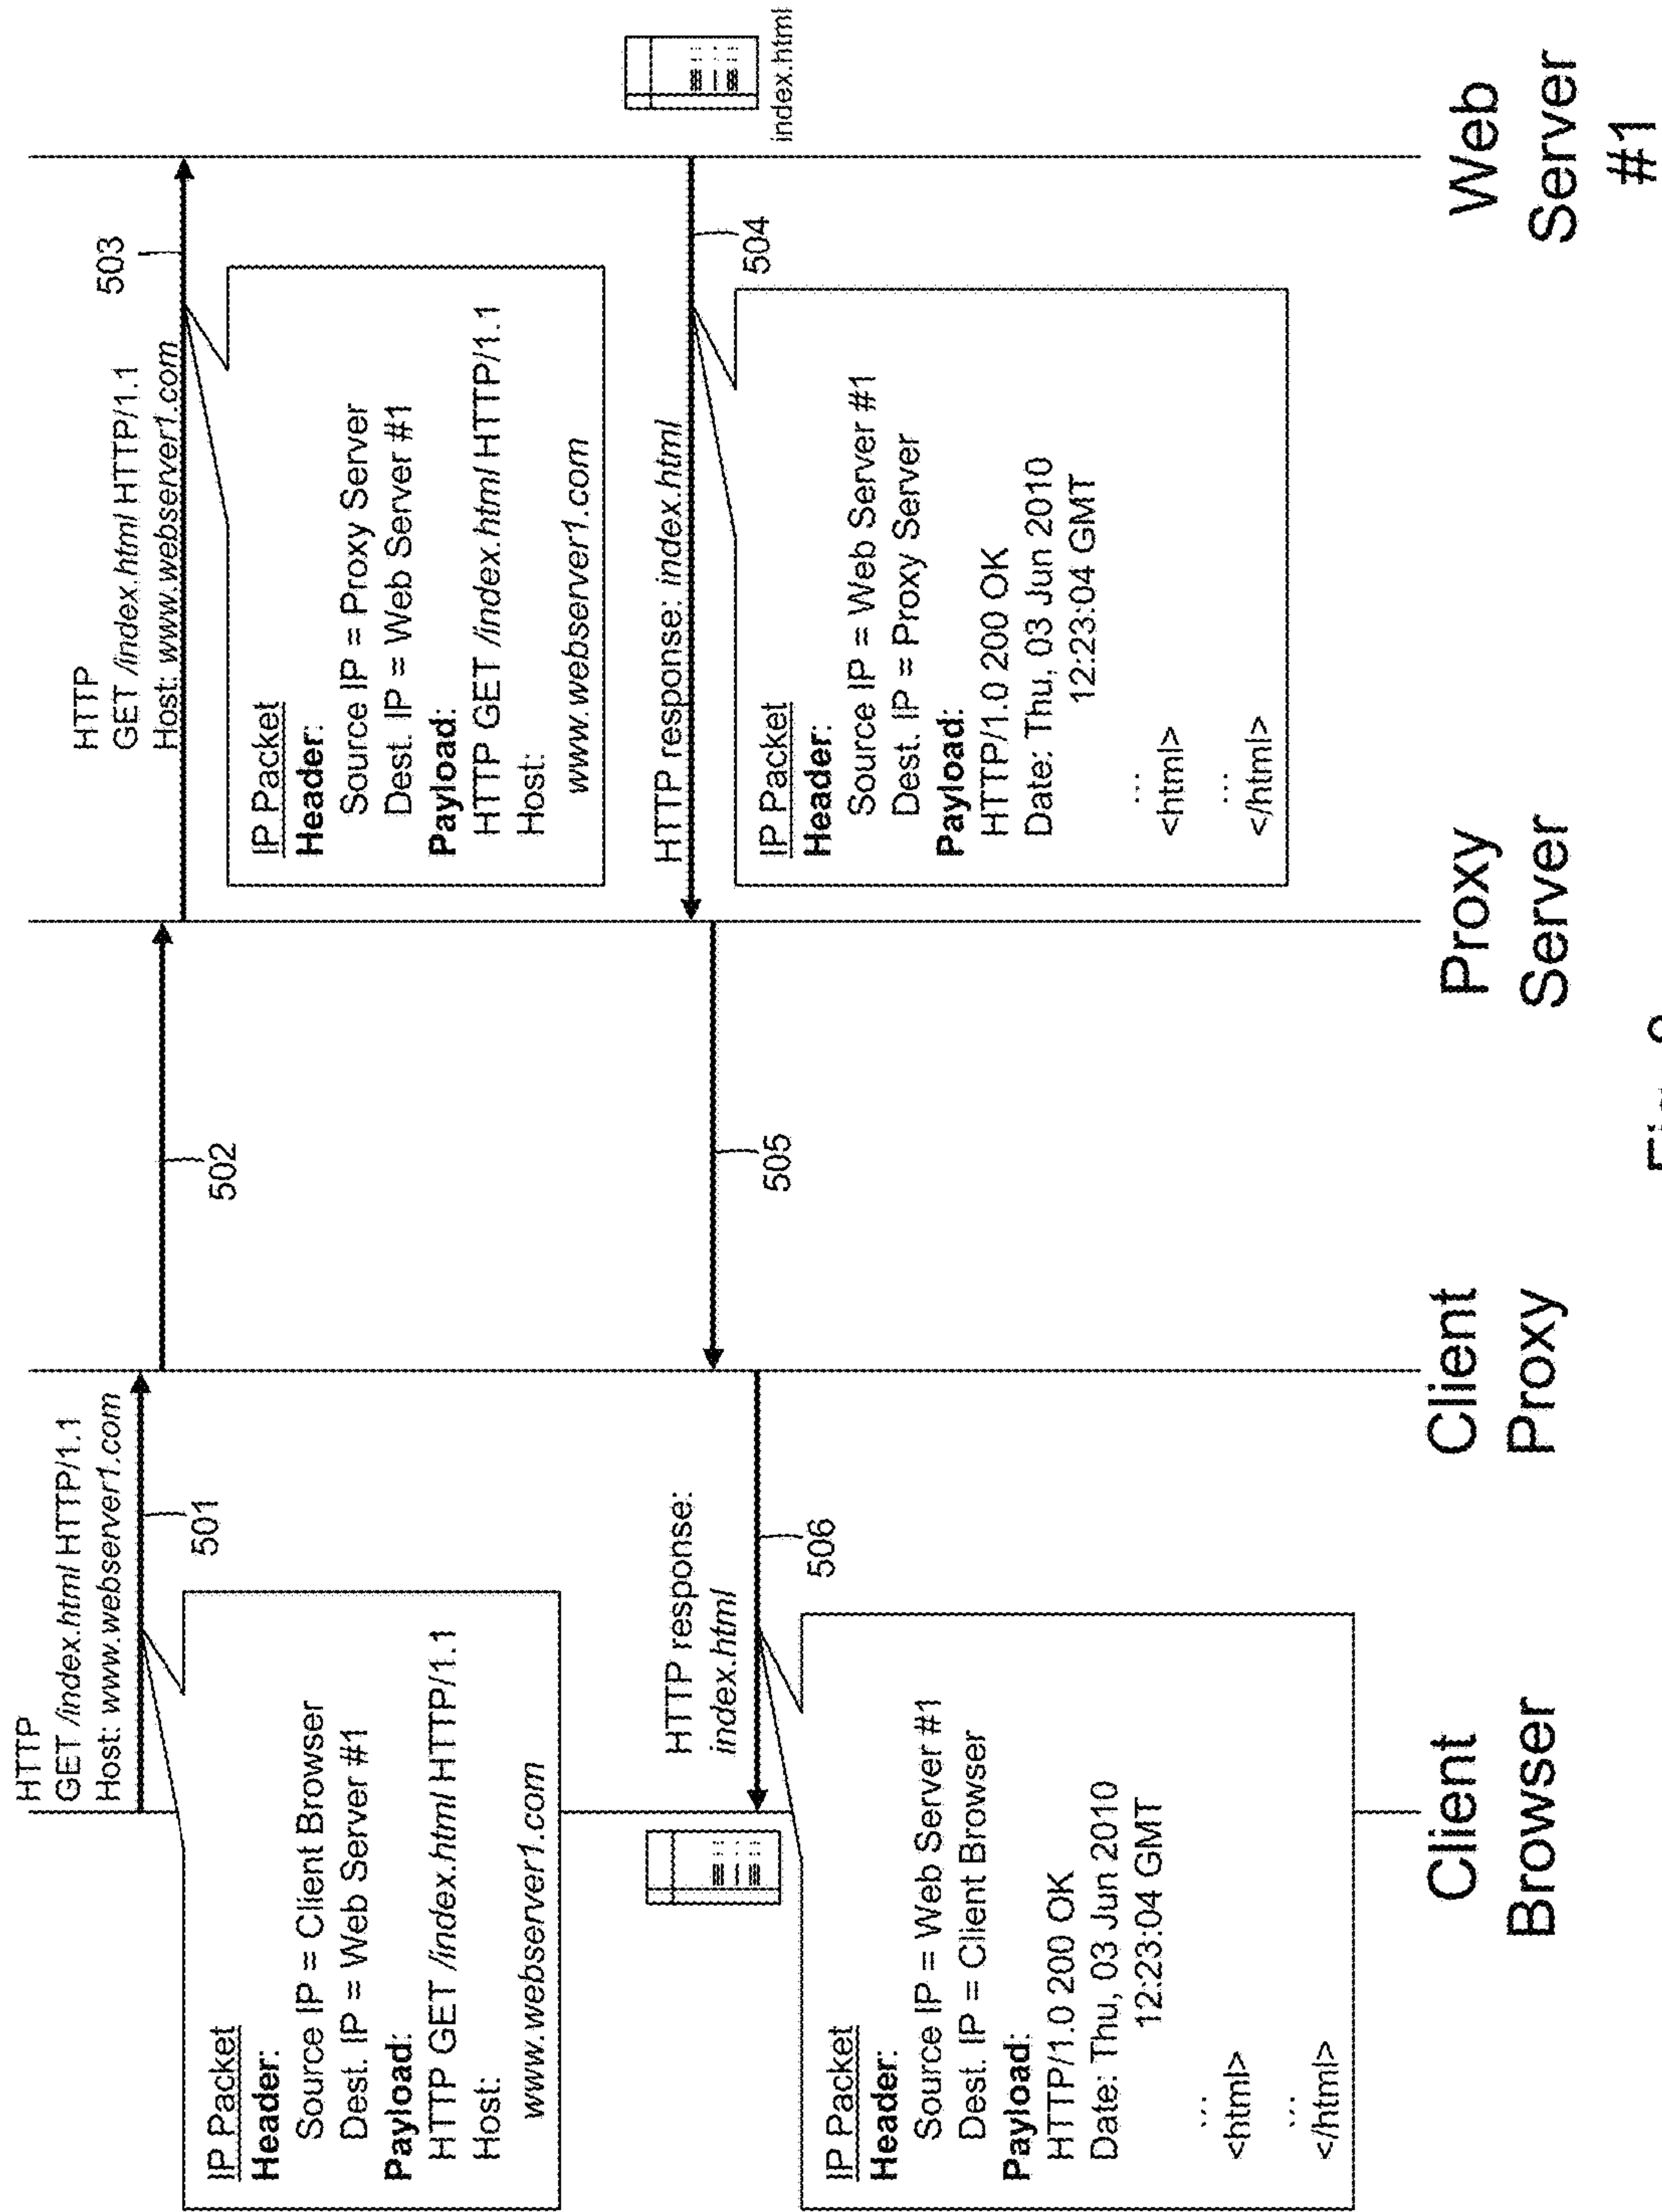 HTTP
GET /index.html HTTP/1.1
Host: www.webserver1.com
501
IP Packet
Header:
Source IP = Client Browser
Dest. IP = Web Server #1
Payload:
HTTP GET /index.html HTTP/1.1
Host:
www.webserver1.com
502
HTTP
GET /index.html HTTP/1.1
Host: www.webserver1.com
503
IP Packet
Header:
Source IP = Proxy Server
Dest. IP = Web Server #1
Payload:
HTTP GET /index.html HTTP/1.1
Host:
www.webserver1.com
index.html
HTTP response: index.html
504
IP Packet
Header:
Source IP = Web Server #1
Dest. IP = Proxy Server
Payload:
HTTP/1.0 200 OK
Date: Thu, 03 Jun 2010
12:23:04 GMT
...
<html>
...
</html>
505
HTTP response:
index.html
506
IP Packet
Header:
Source IP = Web Server #1
Dest. IP = Client Browser
Payload:
HTTP/1.0 200 OK
Date: Thu, 03 Jun 2010
12:23:04 GMT
...
<html>
...
</html>
Client
Browser
Client
Proxy
Proxy
Server
Web
Server
#1